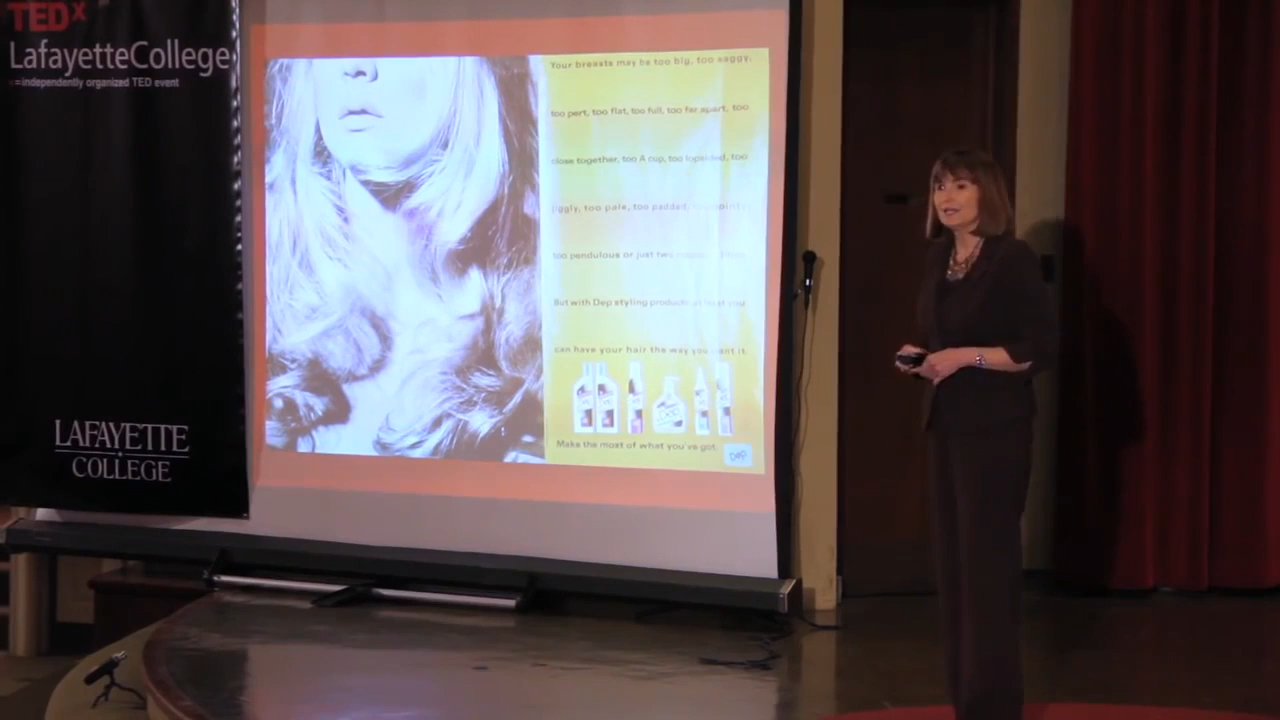 TEDx
LafayetteCollege
x=independently organized TED event
LAFAYETTE
COLLEGE
Your breasts may be too big, too saggy,
too pert, too flat, too full, too far apart, too
close together, too A cup, too lopsided, too
jiggly, too pale, too padded, too pointy,
too pendulous or just two
But with Dep styling products at least you
can have your hair the way you want it.
Dep
Make the most of what you've got.
Dep